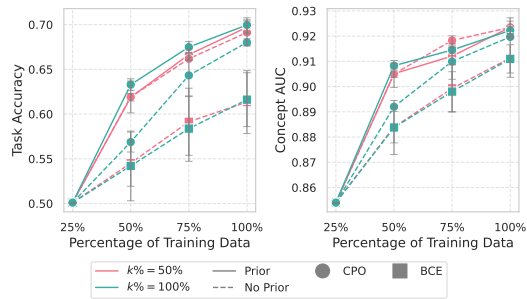 Task Accuracy
0.70
0.65
0.60
0.55
0.50
25%
50%
75%
100%
Percentage of Training Data
Concept AUC
0.93
0.92
0.91
0.90
0.89
0.88
0.87
0.86
25%
50%
75%
100%
Percentage of Training Data
k% = 50%
k% = 100%
Prior
No Prior
CPO
BCE